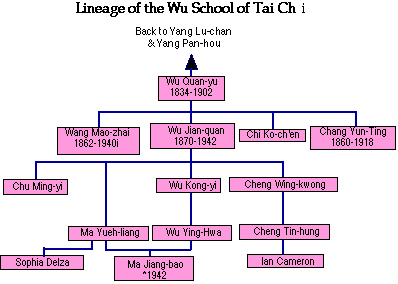 Lineage of the Wu School of Tai Ch i
Back to Yang Lu-chan
& Yang Pan-hou
Wu Quan-yu
1834-1902
Wang Mao-zhai
1862-1940i
Wu Jian-quan
1870-1942
Chi Ko-ch'en
Chang Yun-Ting
1860-1918
Chu Ming-yi
Wu Kong-yi
Cheng Wing-kwong
Ma Yueh-liang
Wu Ying-Hwa
Cheng Tin-hung
Sophia Delza
Ma Jiang-bao
*1942
Ian Cameron